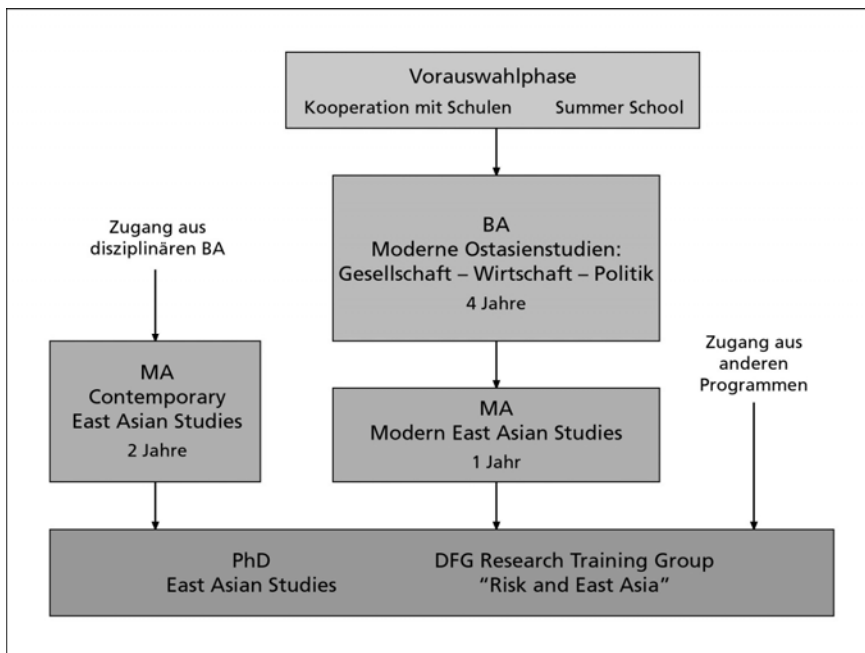 Vorauswahlphase
Kooperation mit Schulen Summer School
BA
Moderne Ostasienstudien:
Gesellschaft – Wirtschaft – Politik
4 Jahre
Zugang aus
disziplinären BA
MA
Contemporary
East Asian Studies
2 Jahre
MA
Modern East Asian Studies
1 Jahr
Zugang aus
anderen
Programmen
PhD
East Asian Studies
DFG Research Training Group
“Risk and East Asia”